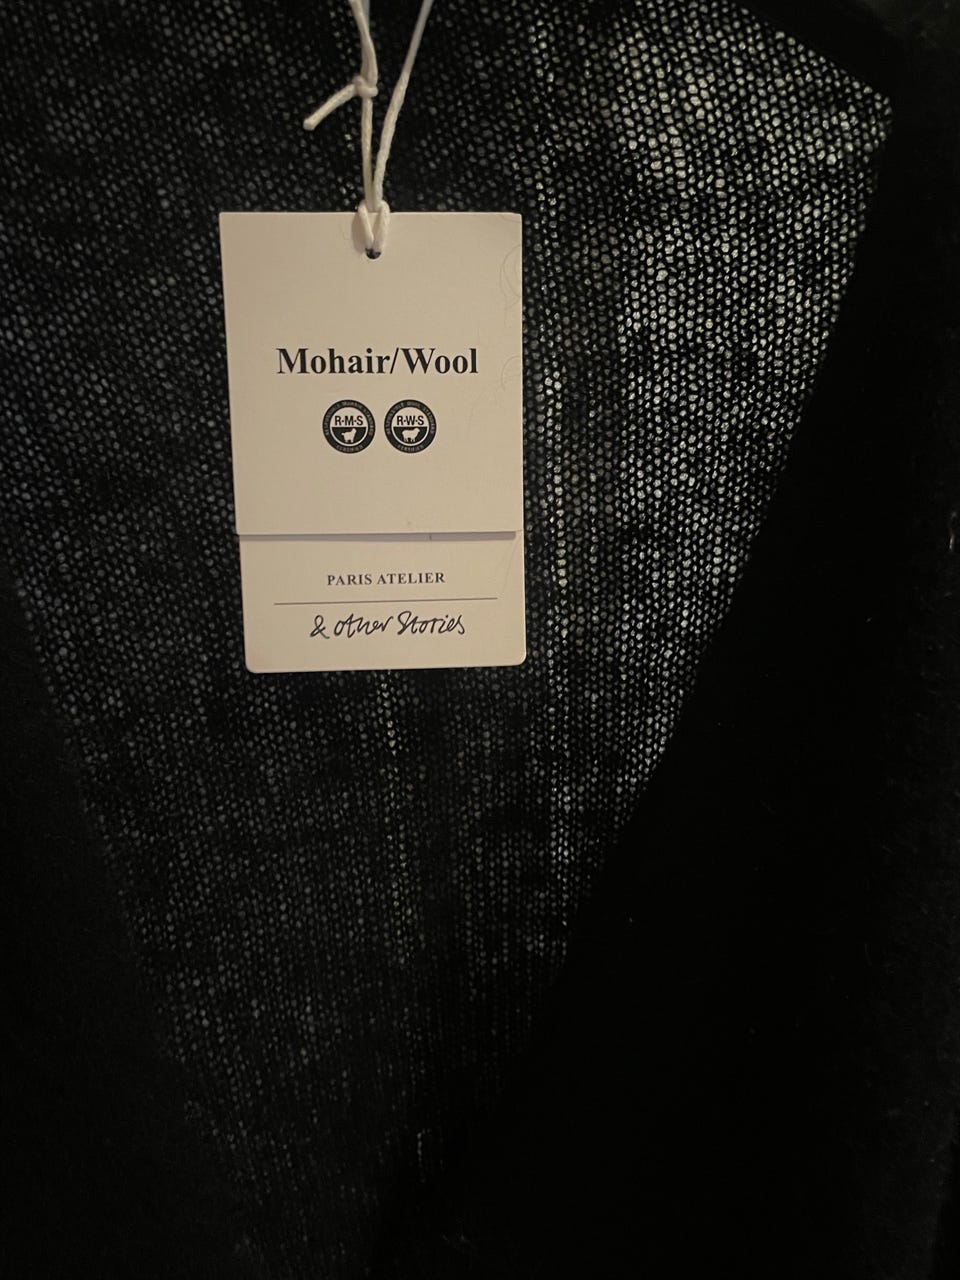 Mohair/Wool
R·M·S
R·W·S
PARIS ATELIER
& other Stories